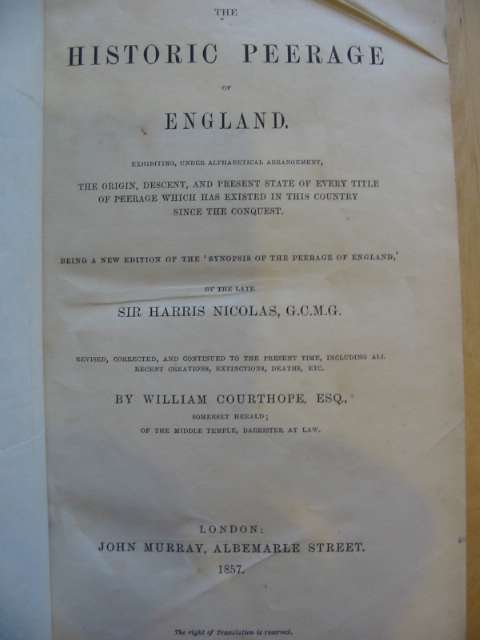 THE
HISTORIC PEERAGE
OF
ENGLAND.
EXHIBITING, UNDER ALPHABETICAL ARRANGEMENT,
THE ORIGIN, DESCENT, AND PRESENT STATE OF EVERY TITLE
OF PEERAGE WHICH HAS EXISTED IN THIS COUNTRY
SINCE THE CONQUEST.
BEING A NEW EDITION OF THE 'SYNOPSIS OF THE PEERAGE OF ENGLAND,'
BY THE LATE
SIR HARRIS NICOLAS, G.C.M.G.
REVISED, CORRECTED, AND CONTINUED TO THE PRESENT TIME, INCLUDING ALL
RECENT CREATIONS, EXTINCTIONS, DEATHS, ETC.
BY WILLIAM COURTHOPE, ESQ.,
SOMERSET HERALD;
OF THE MIDDLE TEMPLE, BARRISTER AT LAW.
LONDON:
JOHN MURRAY, ALBEMARLE STREET.
1857.
The right of Translation is reserved.